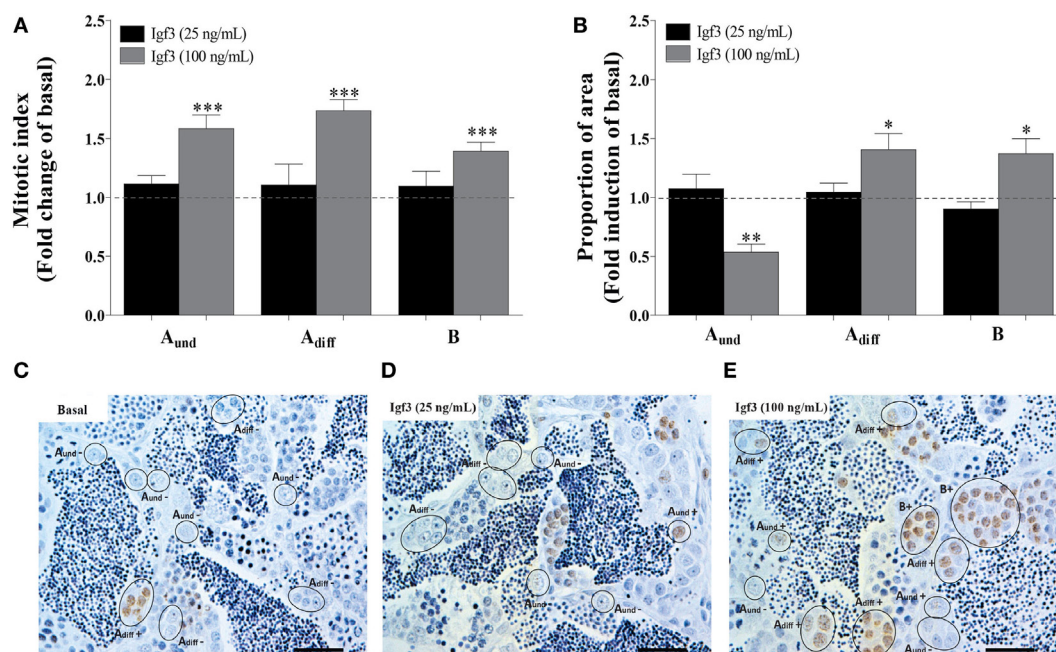 A
B
Igf3 (25 ng/mL)
Igf3 (100 ng/mL)
Mitotic index
(Fold change of basal)
2.5
2.0
1.5
1.0
0.5
0.0
***
***
***
Aund
Adiff
B
Igf3 (25 ng/mL)
Igf3 (100 ng/mL)
Proportion of area
(Fold induction of basal)
2.5
2.0
1.5
1.0
0.5
0.0
**
*
*
Aund
Adiff
B
C
Basal
Adiff -
Aund -
Aund -
Aund -
Aund -
Adiff -
Adiff +
Adiff -
D
Igf3 (25 ng/mL)
Adiff -
Aund -
Adiff -
Aund +
Aund -
Aund -
E
Igf3 (100 ng/mL)
Adiff +
Adiff +
B+
B+
Aund +
Adiff +
Aund -
Adiff +
Adiff +
Aund +
Aund -